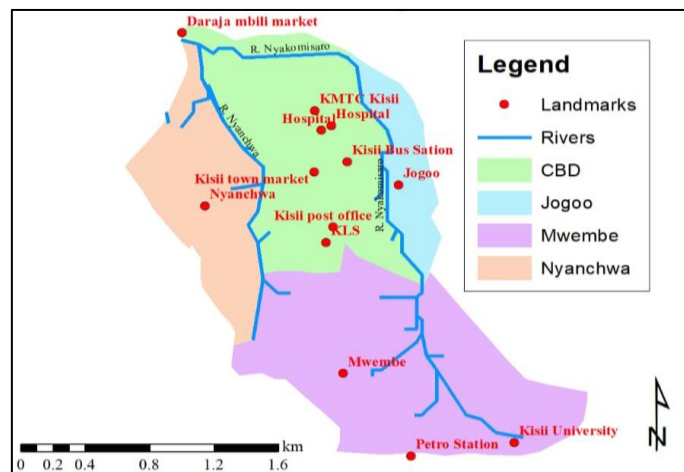 Daraja mbili market
R. Nyakomisaro
R. Nyanchwa
KMTC Kisii
Hospital
Hospital
Kisii Bus Sation
Kisii town market
Jogoo
Nyanchwa
R. Nyakomisaro
Kisii post office
KLS
Mwembe
Kisii University
Petro Station
Legend
Landmarks
Rivers
CBD
Jogoo
Mwembe
Nyanchwa
N
km
0 0.2 0.4 0.8 1.2 1.6